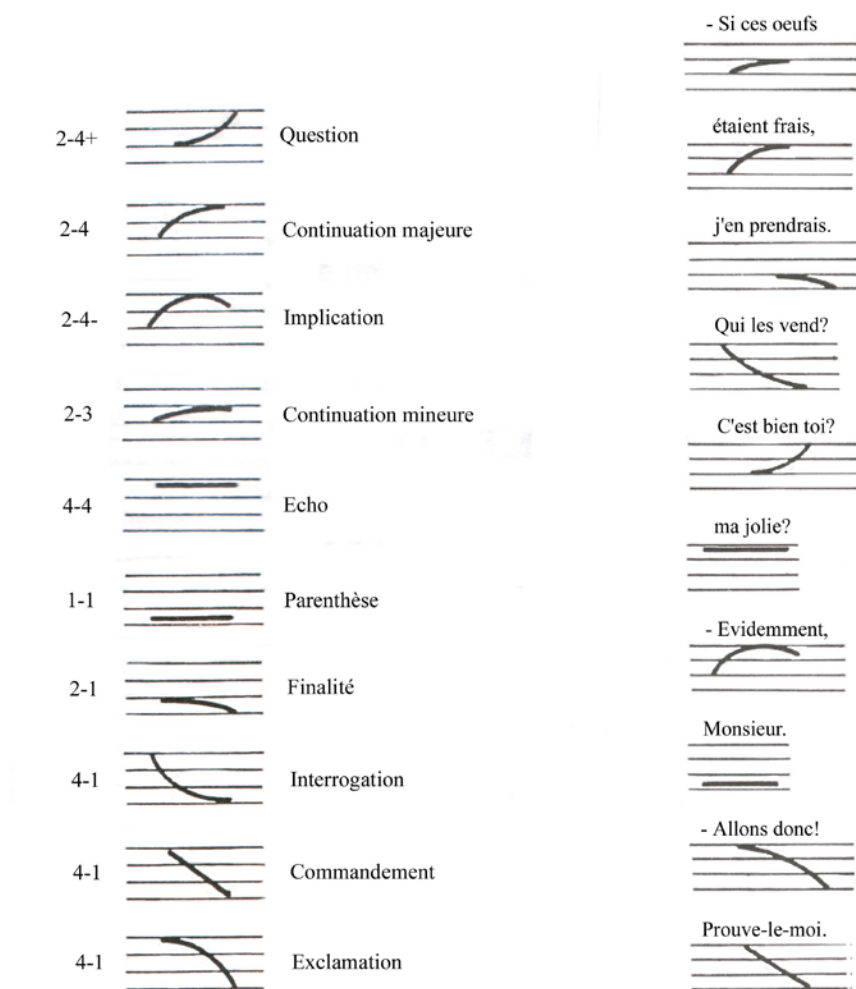 2-4+ Question
2-4 Continuation majeure
2-4- Implication
2-3 Continuation mineure
4-4 Echo
1-1 Parenthèse
2-1 Finalité
4-1 Interrogation
4-1 Commandement
4-1 Exclamation
- Si ces oeufs
étaient frais,
j'en prendrais.
Qui les vend?
C'est bien toi?
ma jolie?
- Evidemment,
Monsieur.
- Allons donc!
Prouve-le-moi.